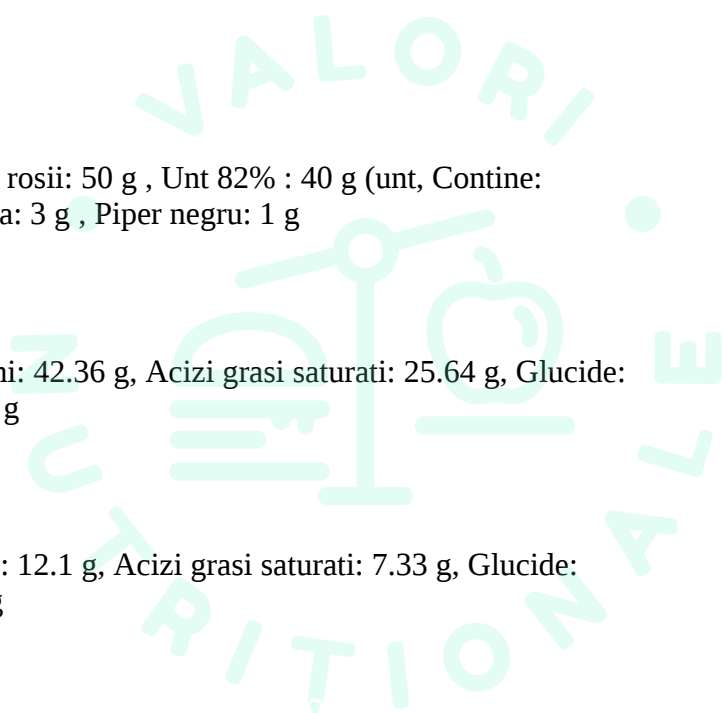 VALORI
rosii: 50 g , Unt 82% : 40 g (unt, Contine:
a: 3 g , Piper negru: 1 g
ni: 42.36 g, Acizi grasi saturati: 25.64 g, Glucide:
g
: 12.1 g, Acizi grasi saturati: 7.33 g, Glucide:
g
NUTRIȚIONALE